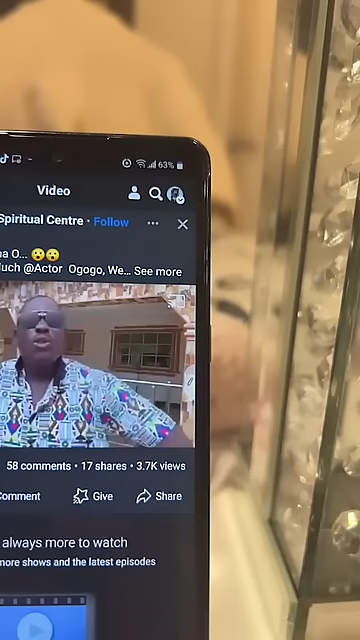 63%
Video
Spiritual Centre · Follow
na O... 😮😮
uch @Actor Ogogo, We... See more
58 comments • 17 shares • 3.7K views
Comment
Give
Share
always more to watch
more shows and the latest episodes